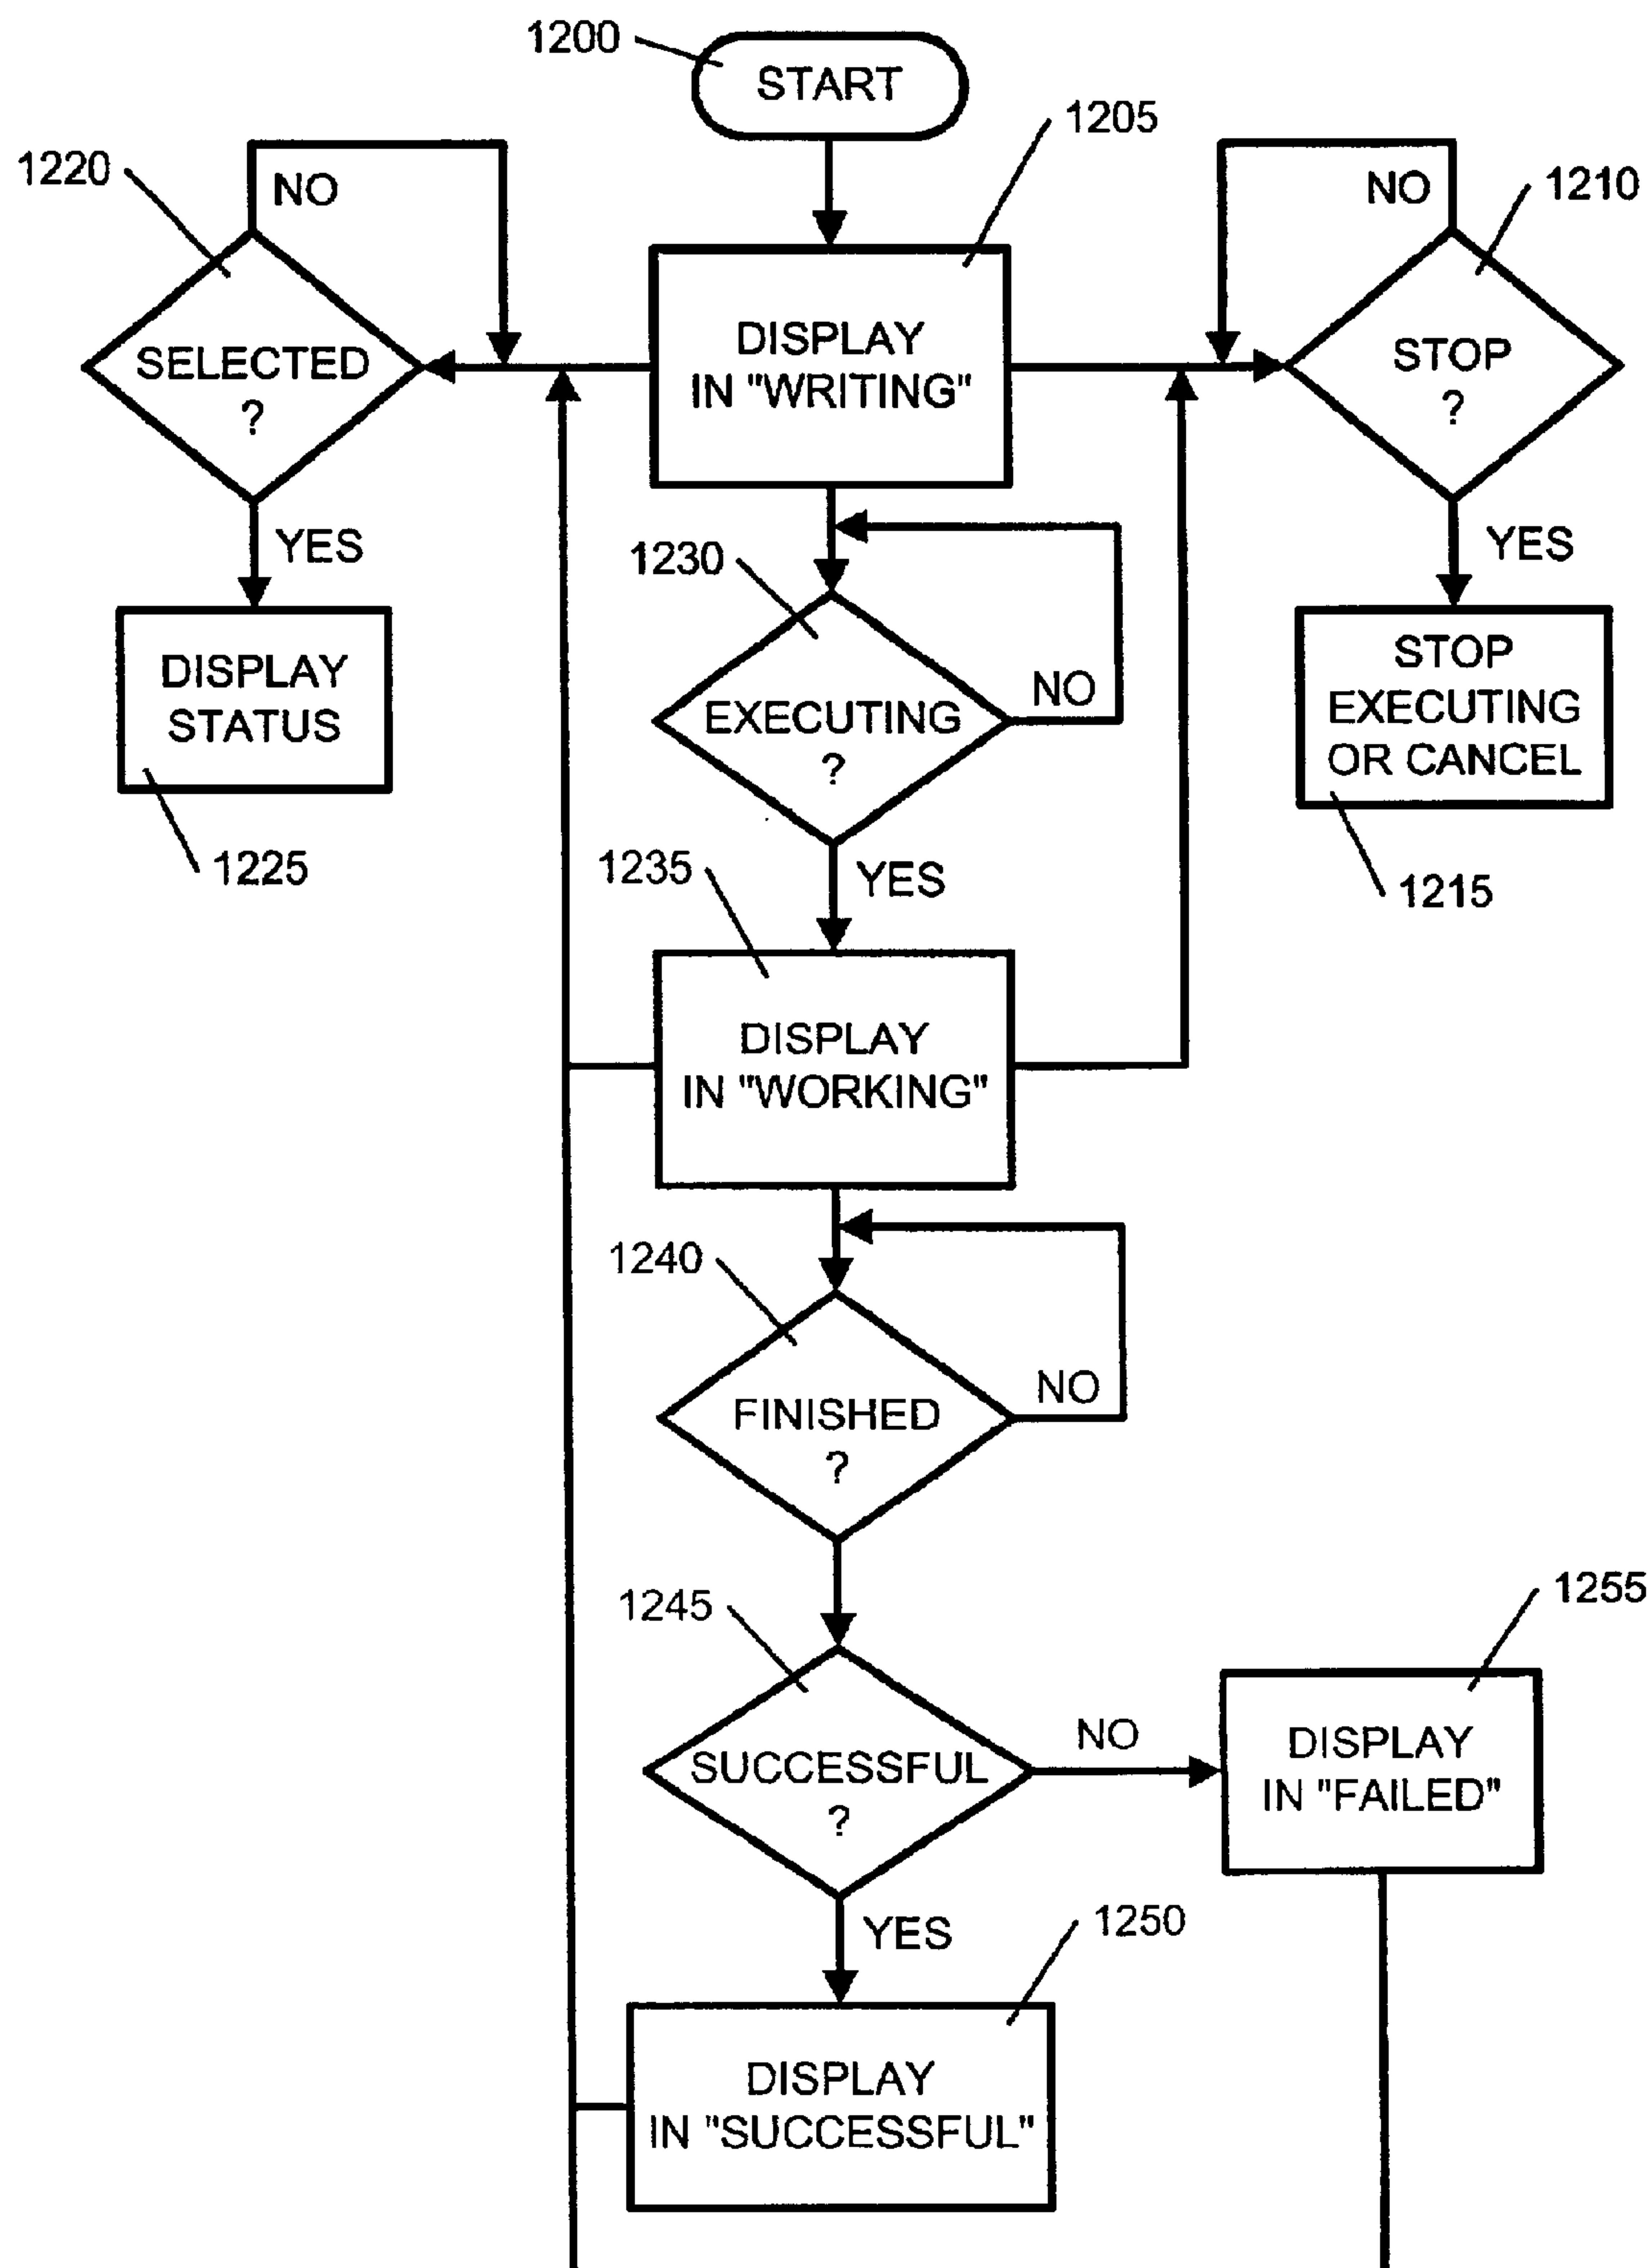 1200
START
1205
1220
NO
NO
1210
SELECTED
?
DISPLAY
IN "WRITING"
STOP
?
YES
1230
YES
DISPLAY
STATUS
EXECUTING
?
NO
STOP
EXECUTING
OR CANCEL
1225
1235
YES
1215
DISPLAY
IN "WORKING"
1240
FINISHED
?
NO
1245
1255
SUCCESSFUL
?
NO
DISPLAY
IN "FAILED"
YES
1250
DISPLAY
IN "SUCCESSFUL"